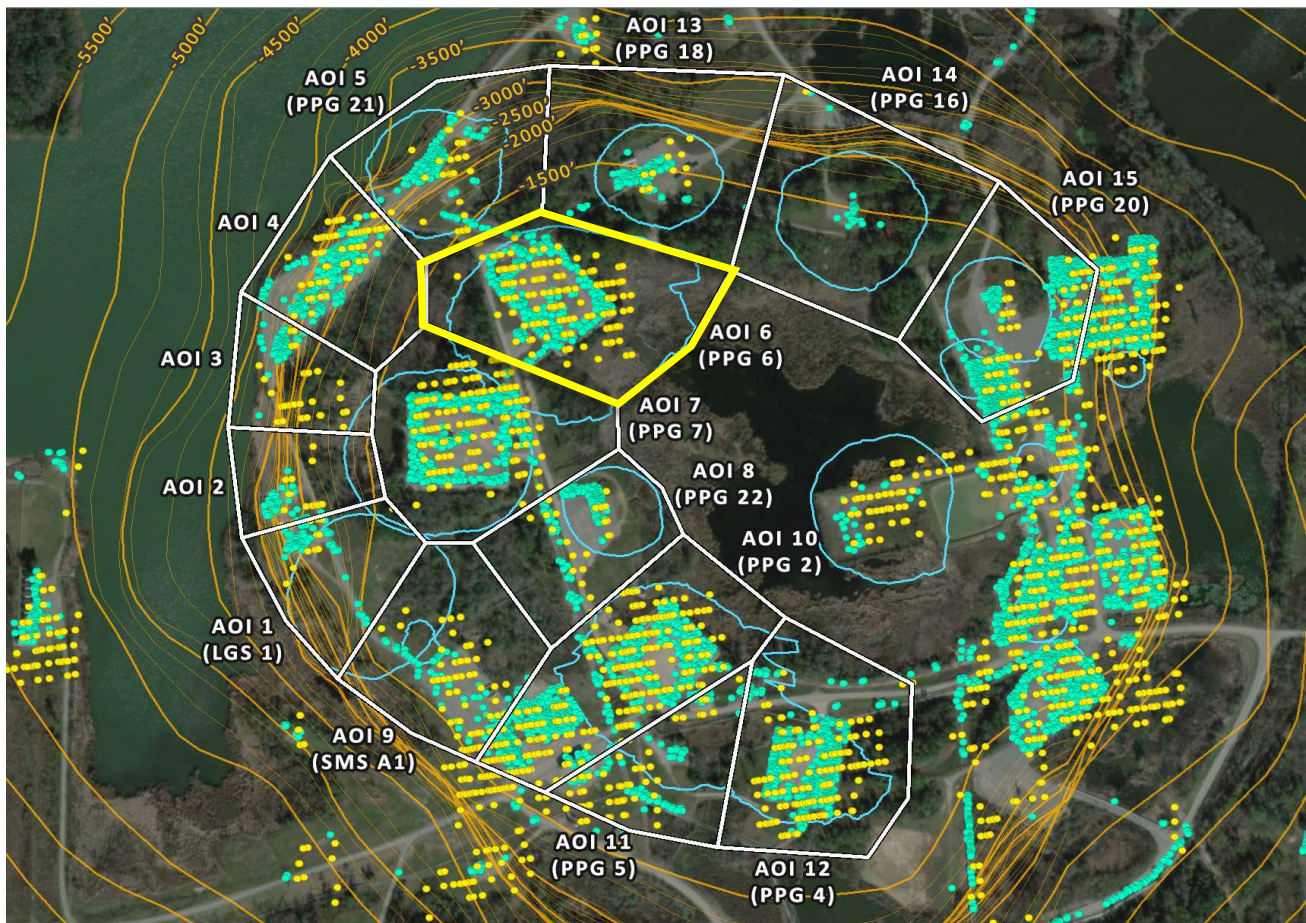 -5500'
-5000'
-4500'
-4000'
-3500'
-3000'
-2500'
-2000'
-1500'
AOI 13
(PPG 18)
AOI 14
(PPG 16)
AOI 5
(PPG 21)
AOI 15
(PPG 20)
AOI 4
AOI 3
AOI 6
(PPG 6)
AOI 7
(PPG 7)
AOI 2
AOI 8
(PPG 22)
AOI 10
(PPG 2)
AOI 1
(LGS 1)
AOI 9
(SMS A1)
AOI 11
(PPG 5)
AOI 12
(PPG 4)